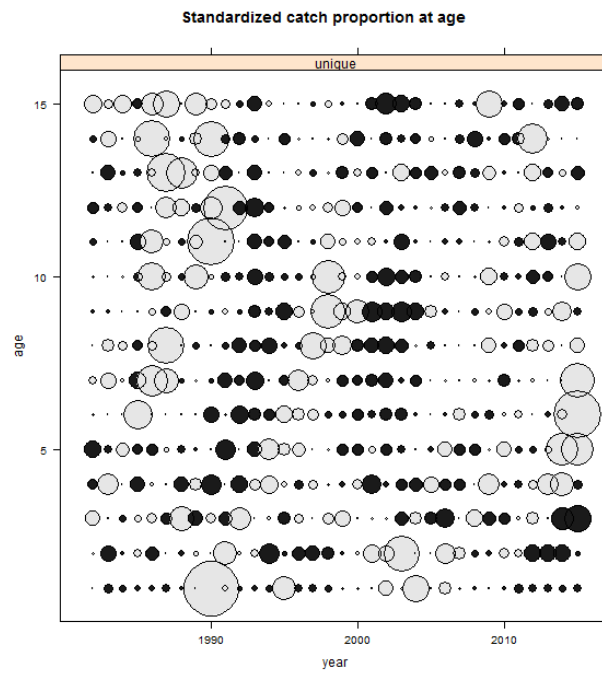 Standardized catch proportion at age
unique
15
10
5
age
1990 2000 2010
year